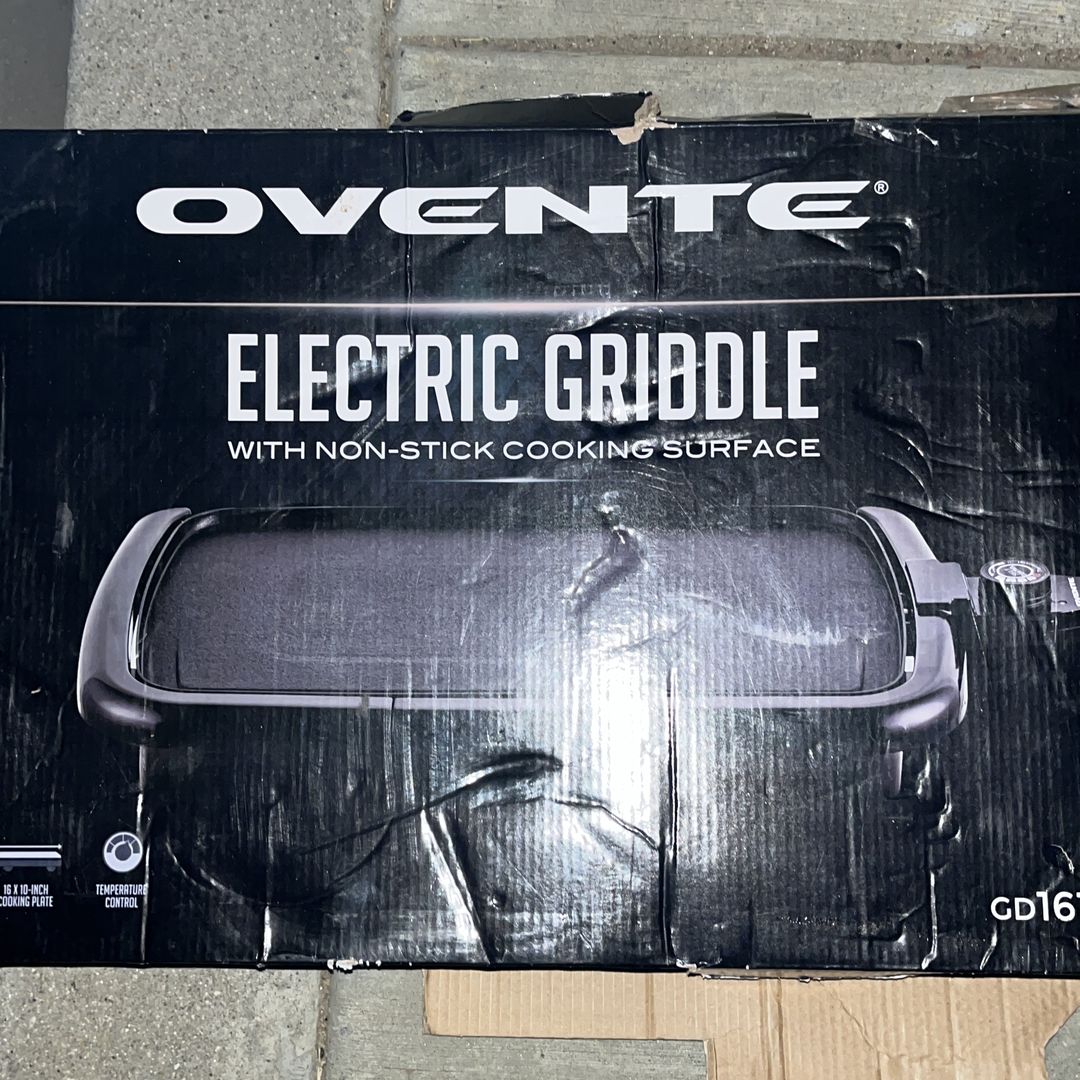 OVENTE®
ELECTRIC GRIDDLE
WITH NON-STICK COOKING SURFACE
16 X 10-INCH
COOKING PLATE
TEMPERATURE
CONTROL